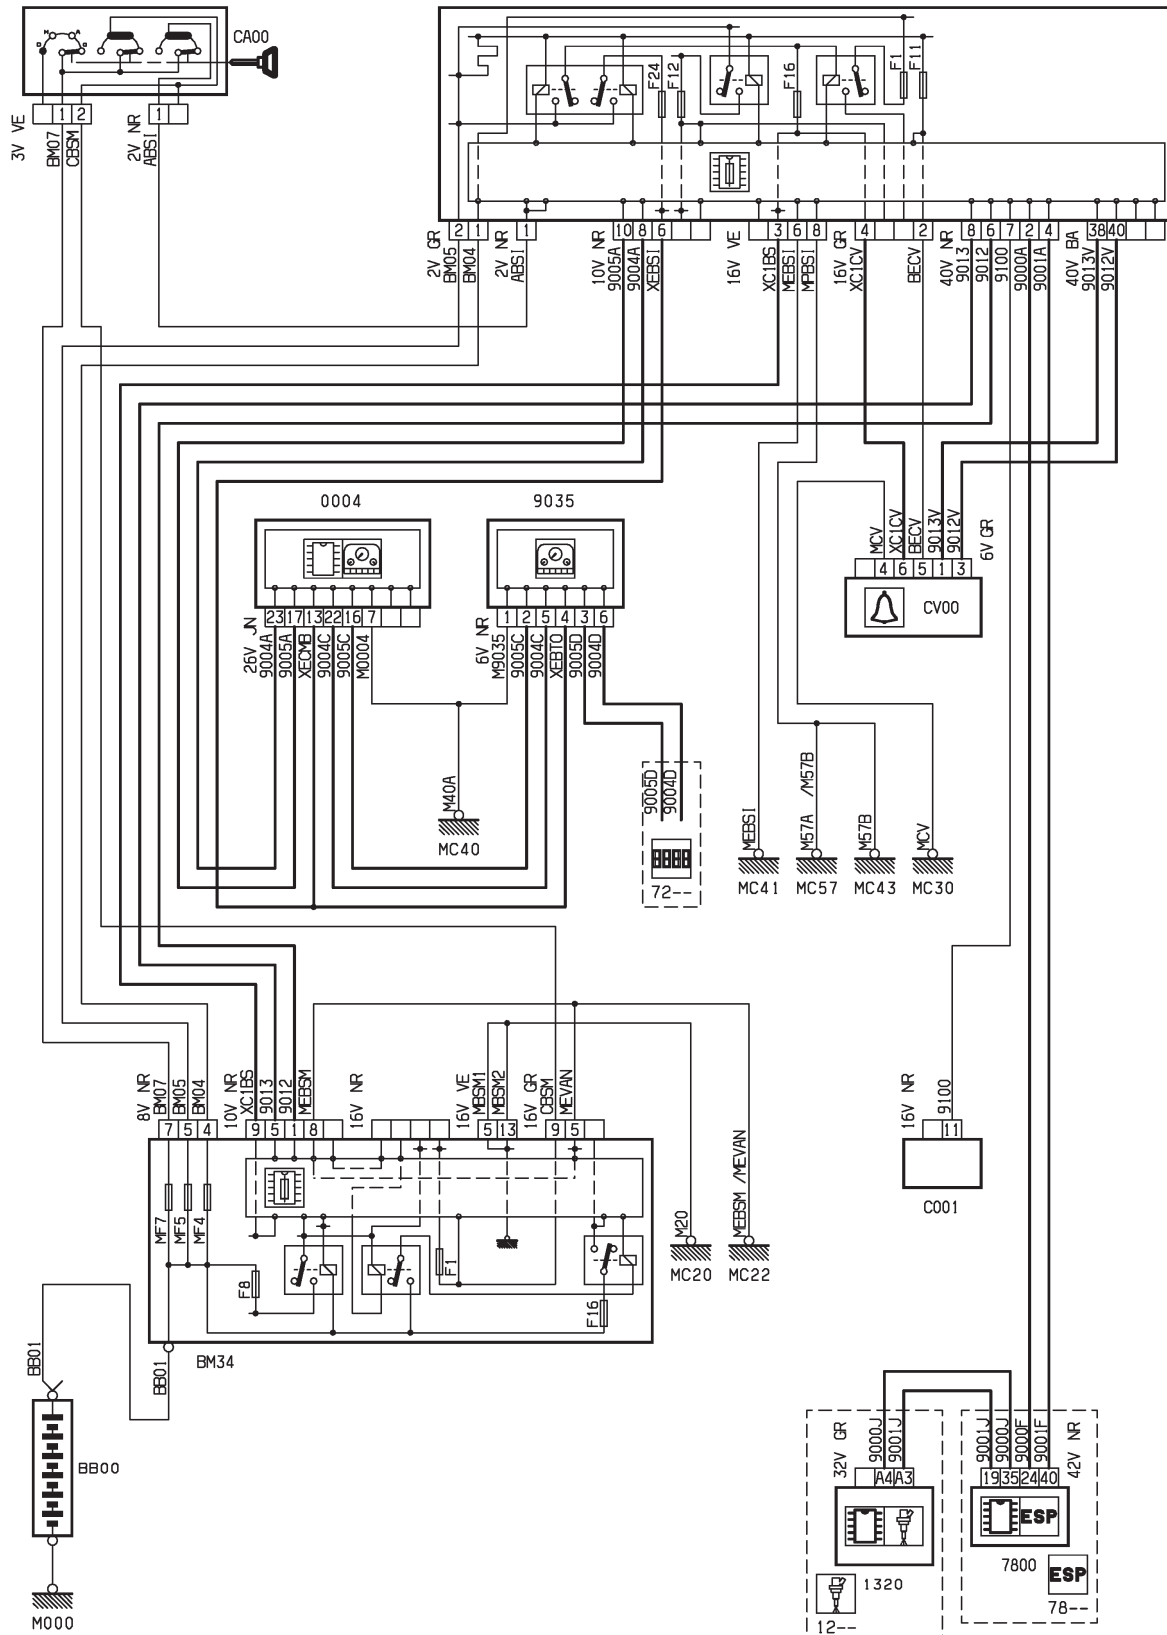 CA00
M
A
D
D
F24
F12
F16
F1
F11
1
2
1
3V VE
BM07
CBSM
2V NR
ABSI
2
1
1
10
8
6
3
6
8
4
2
8
6
7
2
4
38
40
2V GR
BM05
BM04
2V NR
ABSI
10V NR
9005A
9004A
XEBSI
16V VE
XC1BS
MEBSI
MPBSI
16V GR
XC1CV
BECV
40V NR
9013
9012
9100
9000A
9001A
40V BA
9013V
9012V
0004
9035
MCV
XC1CV
BECV
9013V
9012V
6V GR
4
6
5
1
3
CV00
23
17
13
22
16
7
1
2
5
4
3
6
26V JN
9004A
9005A
XECMB
9004C
9005C
M0004
6V NR
M9035
9005C
9004C
XEBTO
9005D
9004D
M40A
MC40
9005D
9004D
8888
72--
MEBSI
M57A /M57B
M57B
MCV
MC41
MC57
MC43
MC30
8V NR
BM07
BM05
BM04
10V NR
XC1BS
9013
9012
MEBSM
16V NR
16V VE
MBSM1
MBSM2
16V GR
CBSM
MEVAN
7
5
4
9
5
1
8
5
13
9
5
MF7
MF5
MF4
F8
F1
F16
BM34
M20
MEBSM /MEVAN
MC20
MC22
16V NR
9100
11
C001
BB01
BB01
BB00
M000
32V GR
9000J
9001J
A4
A3
1320
12--
9001J
9000J
9000F
9001F
42V NR
19
35
24
40
ESP
7800
ESP
78--